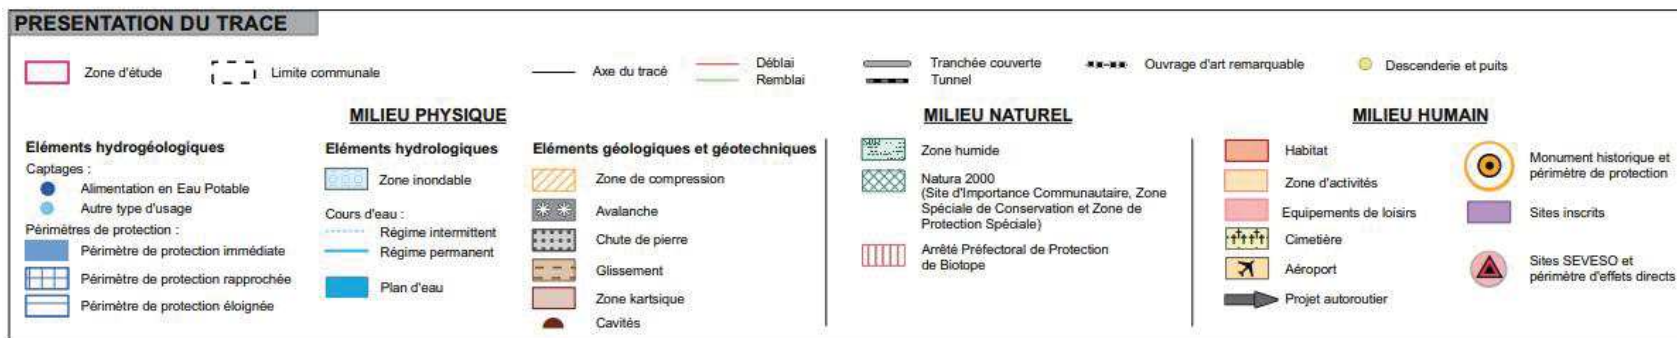 PRESENTATION DU TRACE
Zone d'étude
Limite communale
Axe du tracé
Déblai
Remblai
Tranchée couverte
Tunnel
Ouvrage d'art remarquable
Descenderie et puits
MILIEU PHYSIQUE
Eléments hydrogéologiques
Captages :
Alimentation en Eau Potable
Autre type d'usage
Périmètres de protection :
Périmètre de protection immédiate
Périmètre de protection rapprochée
Périmètre de protection éloignée
Eléments hydrologiques
Zone inondable
Cours d'eau :
Régime intermittent
Régime permanent
Plan d'eau
Eléments géologiques et géotechniques
Zone de compression
Avalanche
Chute de pierre
Glissement
Zone kartsique
Cavités
MILIEU NATUREL
Zone humide
Natura 2000
(Site d'Importance Communautaire, Zone
Spéciale de Conservation et Zone de
Protection Spéciale)
Arrêté Préfectoral de Protection
de Biotope
MILIEU HUMAIN
Habitat
Zone d'activités
Equipements de loisirs
Cimetière
Aéroport
Projet autoroutier
Monument historique et
périmètre de protection
Sites inscrits
Sites SEVESO et
périmètre d'effets directs